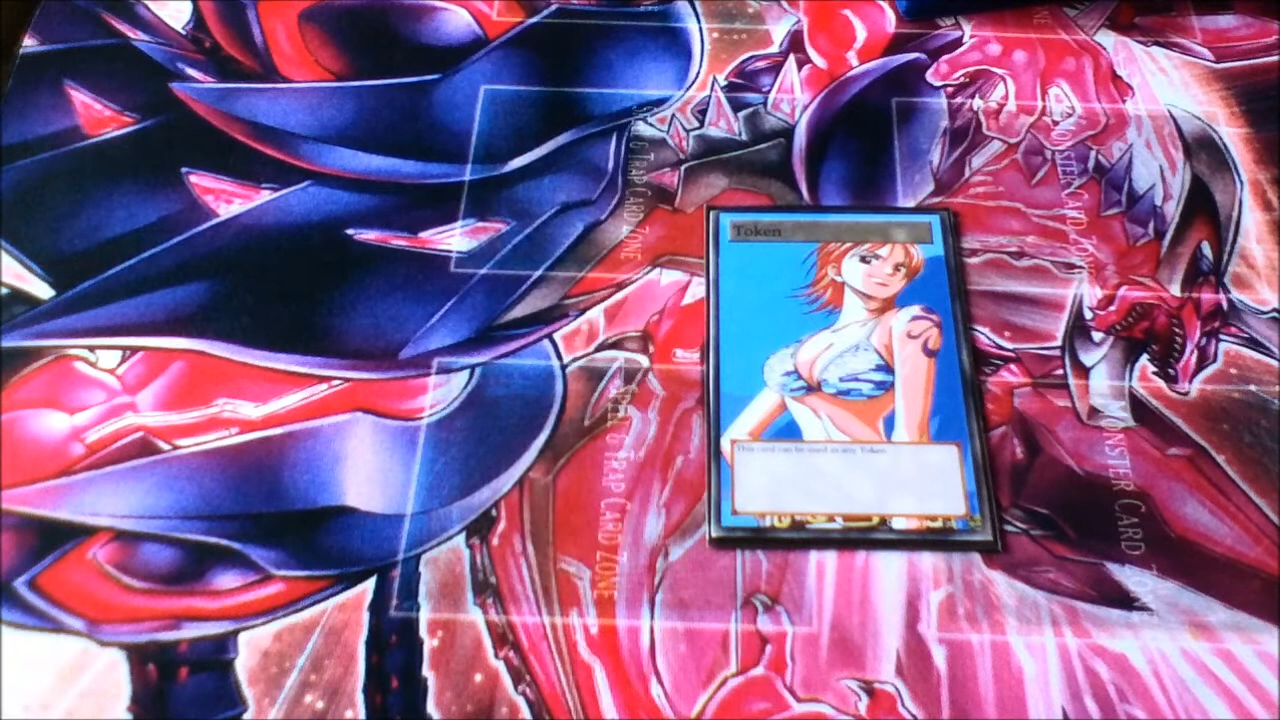 Token
This card can be used as any Token.
SPELL & TRAP CARD ZONE
SPELL & TRAP CARD ZONE
MONSTER CARD ZONE
MONSTER CARD ZONE
ZONE